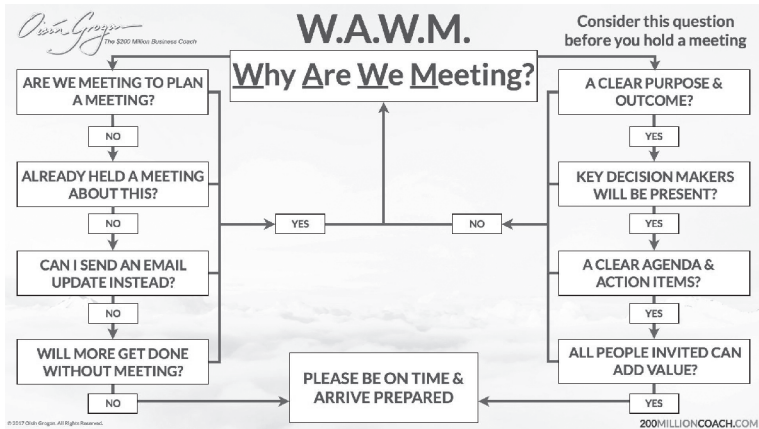 Oisín Grogan
The $200 Million Business Coach
W.A.W.M.
Consider this question
before you hold a meeting
Why Are We Meeting?
ARE WE MEETING TO PLAN
A MEETING?
NO
ALREADY HELD A MEETING
ABOUT THIS?
NO
CAN I SEND AN EMAIL
UPDATE INSTEAD?
NO
WILL MORE GET DONE
WITHOUT MEETING?
NO
YES
NO
A CLEAR PURPOSE &
OUTCOME?
YES
KEY DECISION MAKERS
WILL BE PRESENT?
YES
A CLEAR AGENDA &
ACTION ITEMS?
YES
ALL PEOPLE INVITED CAN
ADD VALUE?
YES
PLEASE BE ON TIME &
ARRIVE PREPARED
© 2017 Oisín Grogan. All Rights Reserved.
200MILLIONCOACH.COM